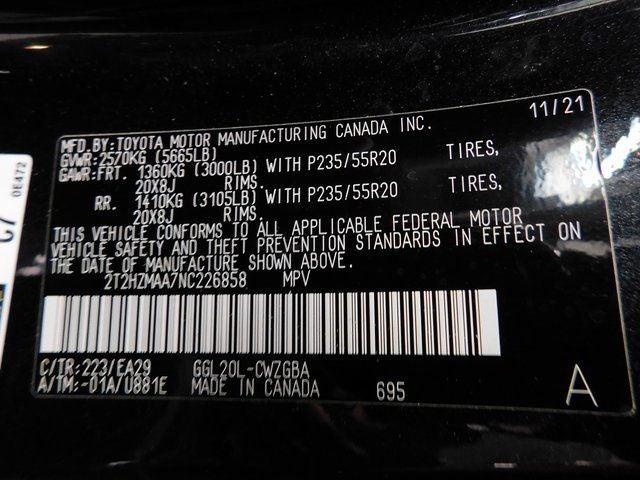 11/21
MFD.BY:TOYOTA MOTOR MANUFACTURING CANADA INC.
GVWR:2570KG (5665LB)
GAWR:FRT. 1360KG (3000LB) WITH P235/55R20 TIRES,
20X8J RIMS.
RR. 1410KG (3105LB) WITH P235/55R20 TIRES,
20X8J RIMS.
THIS VEHICLE CONFORMS TO ALL APPLICABLE FEDERAL MOTOR
VEHICLE SAFETY AND THEFT PREVENTION STANDARDS IN EFFECT ON
THE DATE OF MANUFACTURE SHOWN ABOVE.
2T2HZMAA7NC226858 MPV
C/TR:223/EA29 GGL20L-CWZGBA
A/TM:-01A/U881E MADE IN CANADA 695 A
C7
0E472